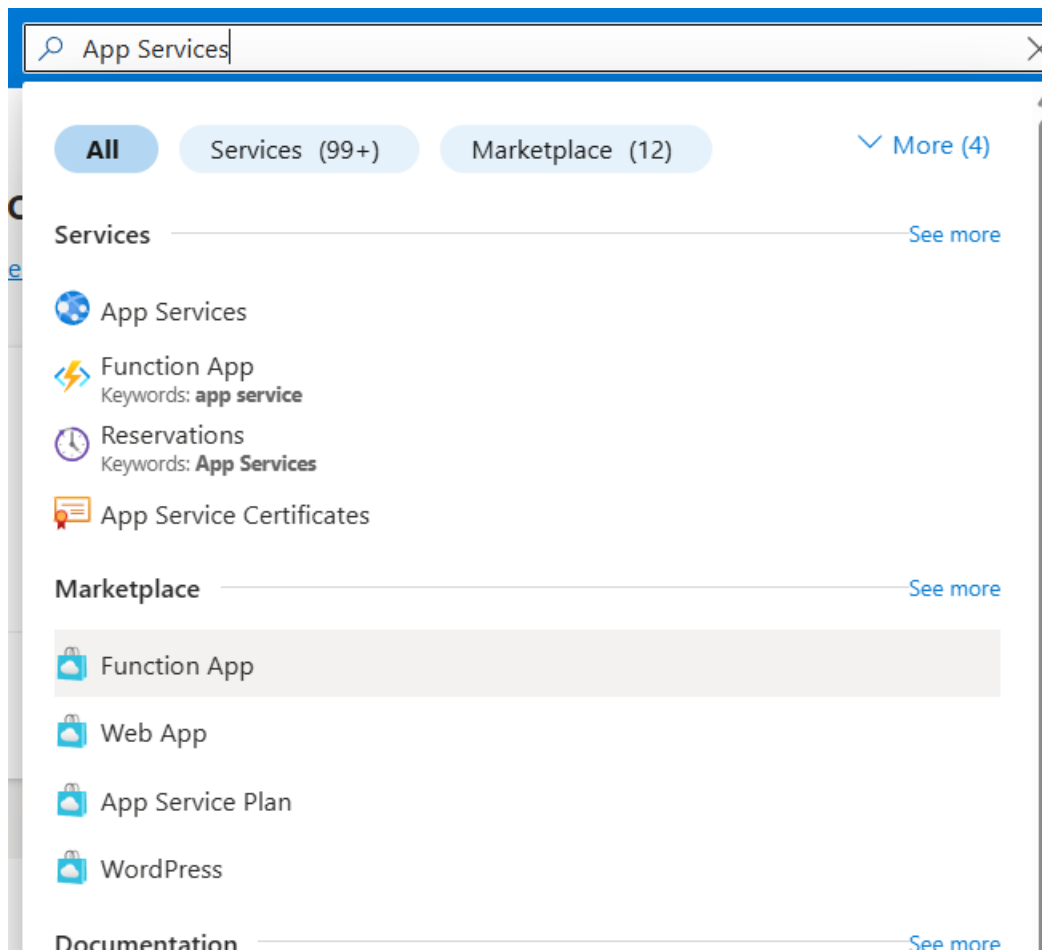 App Services
All
Services (99+)
Marketplace (12)
More (4)
Services
See more
App Services
Function App
Keywords: app service
Reservations
Keywords: App Services
App Service Certificates
Marketplace
See more
Function App
Web App
App Service Plan
WordPress
Documentation
See more